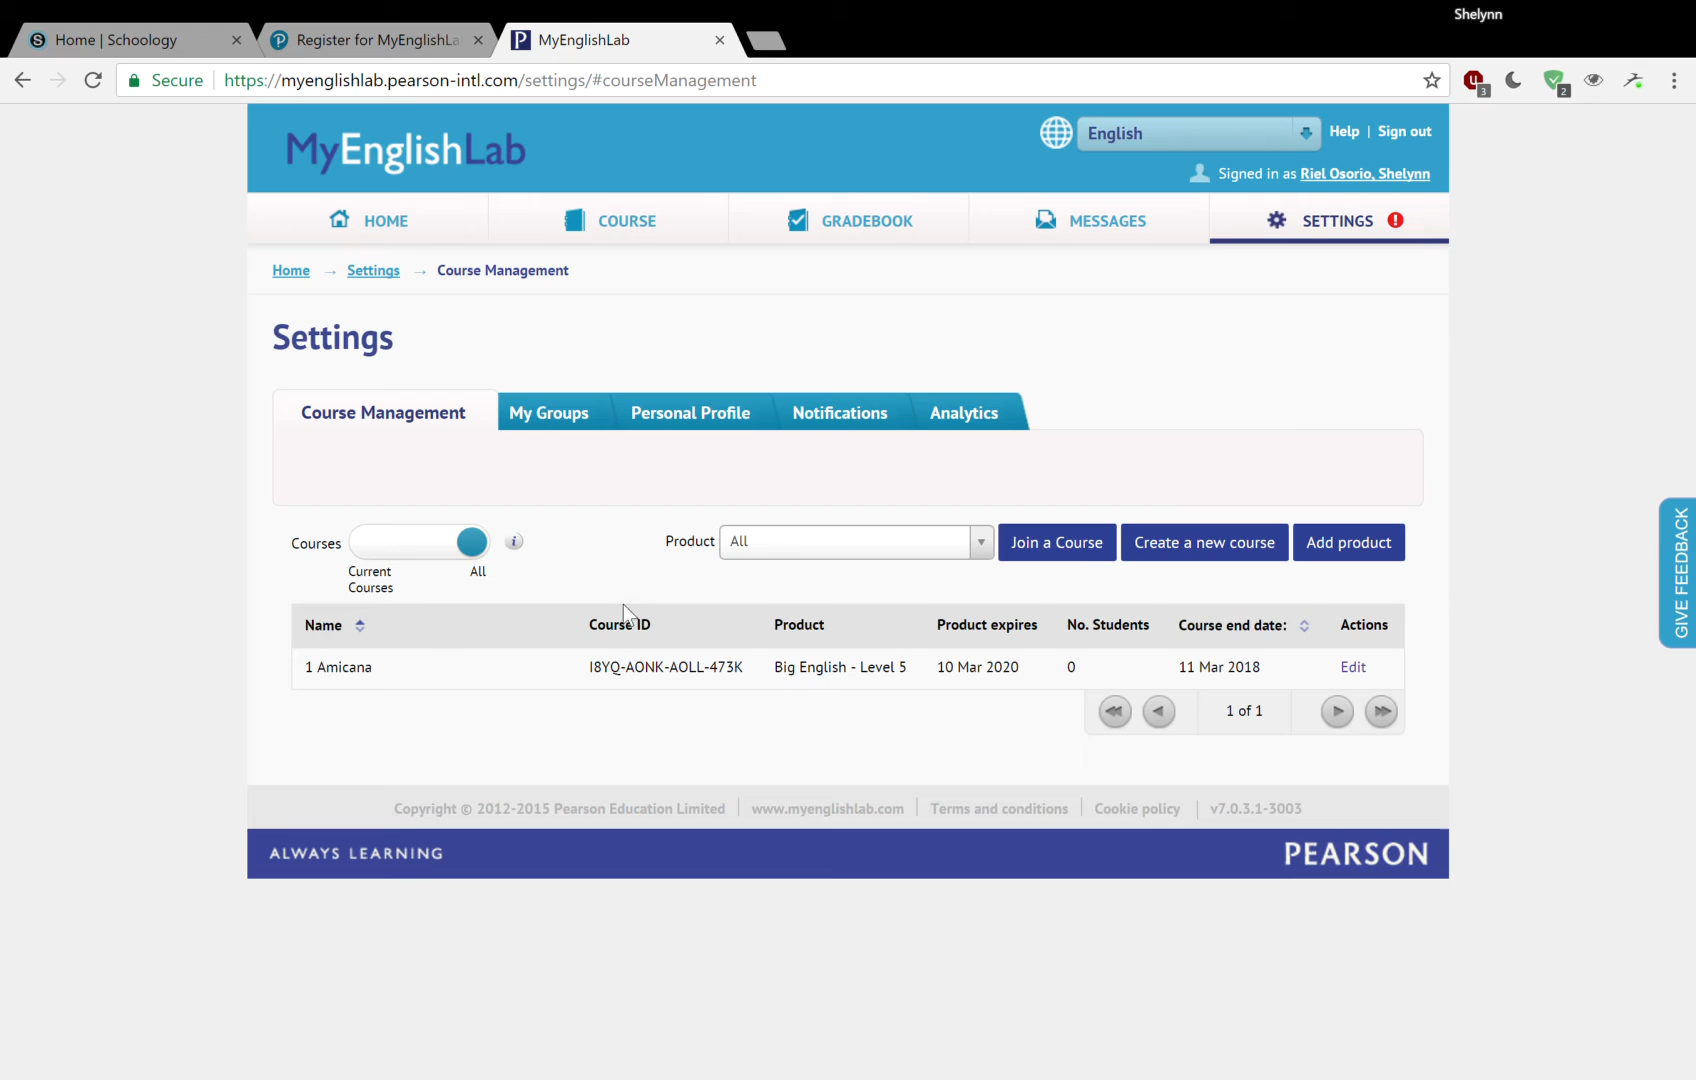 Shelynn
Home | Schoology
Register for MyEnglishLa
MyEnglishLab
Secure
https://myenglishlab.pearson-intl.com/settings/#courseManagement
3
2
MyEnglishLab
English
Help | Sign out
Signed in as Riel Osorio, Shelynn
HOME
COURSE
GRADEBOOK
MESSAGES
SETTINGS !
Home → Settings → Course Management
Settings
Course Management
My Groups
Personal Profile
Notifications
Analytics
Courses
Current Courses
All
i
Product
All
Join a Course
Create a new course
Add product
Name Course ID Product Product expires No. Students Course end date: Actions
1 Amicana I8YQ-AONK-AOLL-473K Big English - Level 5 10 Mar 2020 0 11 Mar 2018 Edit
1 of 1
Copyright © 2012-2015 Pearson Education Limited | www.myenglishlab.com | Terms and conditions | Cookie policy | v7.0.3.1-3003
ALWAYS LEARNING
PEARSON
GIVE FEEDBACK